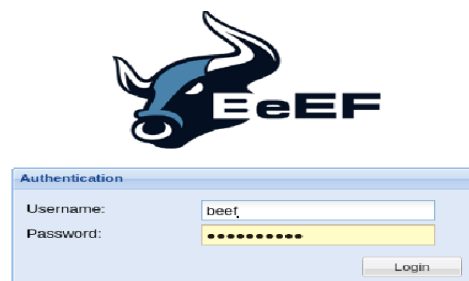 BeEF
Authentication
Username: beef
Password: ••••••••••
Login